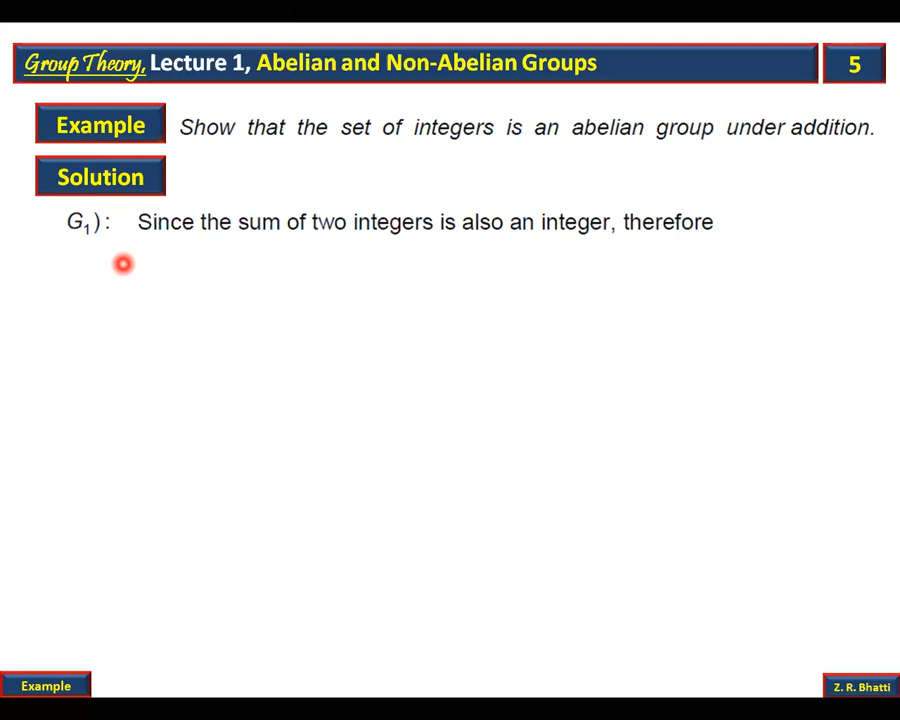 Group Theory, Lecture 1, Abelian and Non-Abelian Groups 5
Example Show that the set of integers is an abelian group under addition.
Solution
G₁): Since the sum of two integers is also an integer, therefore
Example Z. R. Bhatti